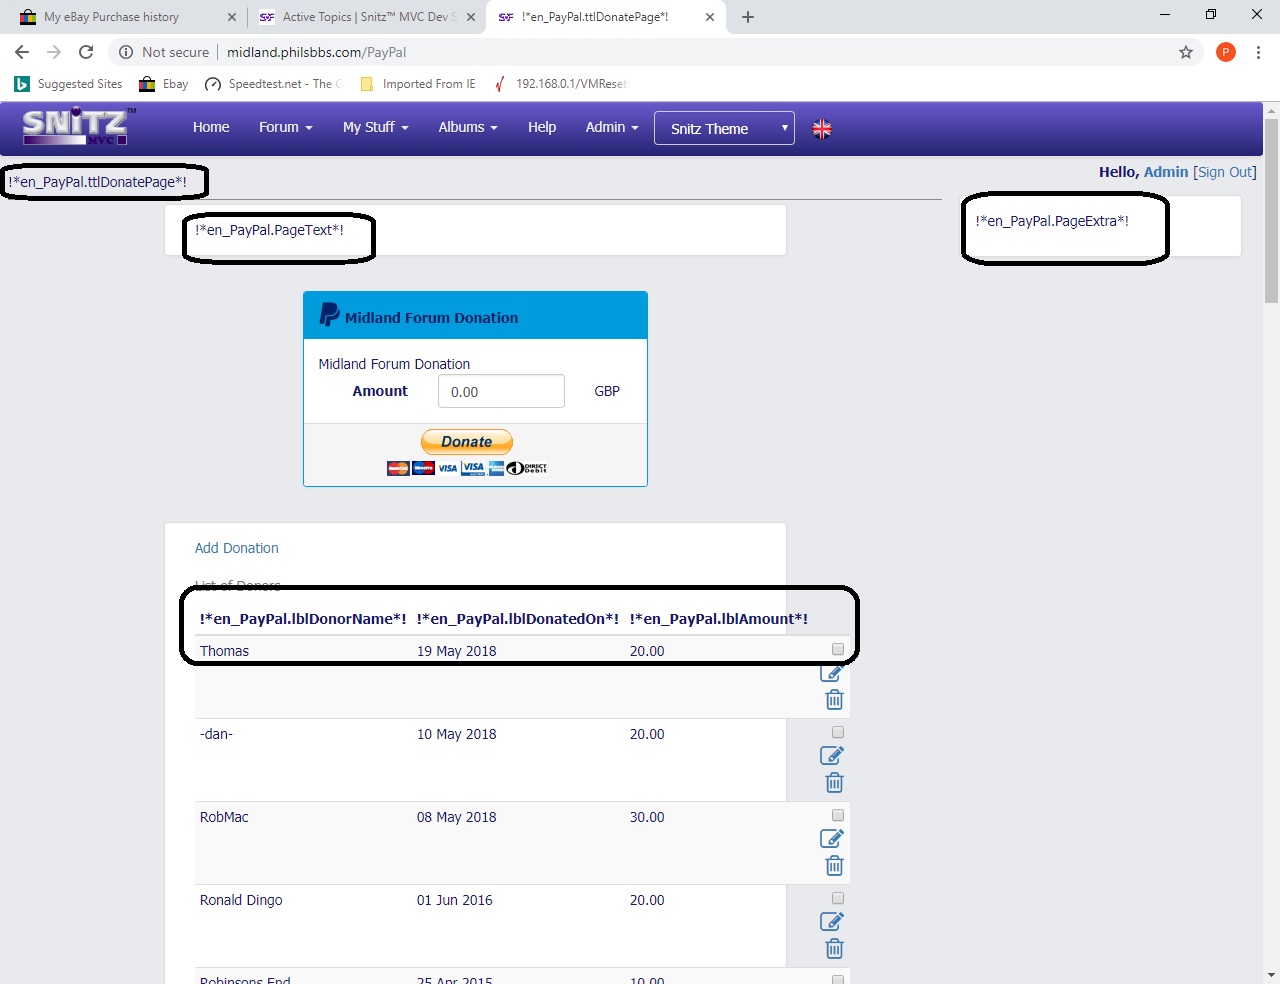 My eBay Purchase history
Active Topics | Snitz™ MVC Dev S
!*en_PayPal.ttlDonatePage*!
Not secure
midland.philsbbs.com/PayPal
P
Suggested Sites
Ebay
Speedtest.net - The G
Imported From IE
192.168.0.1/VMReset
SNiTZ™
MVC
Home
Forum
My Stuff
Albums
Help
Admin
Snitz Theme
Hello, Admin [Sign Out]
!*en_PayPal.ttlDonatePage*!
!*en_PayPal.PageText*!
!*en_PayPal.PageExtra*!
Midland Forum Donation
Midland Forum Donation
Amount 0.00 GBP
Donate
VISA VISA DIRECT Debit
Add Donation
List of Donors
!*en_PayPal.lblDonorName*! !*en_PayPal.lblDonatedOn*! !*en_PayPal.lblAmount*!
Thomas 19 May 2018 20.00
-dan- 10 May 2018 20.00
RobMac 08 May 2018 30.00
Ronald Dingo 01 Jun 2016 20.00
Robinsons End 25 Apr 2015 10.00